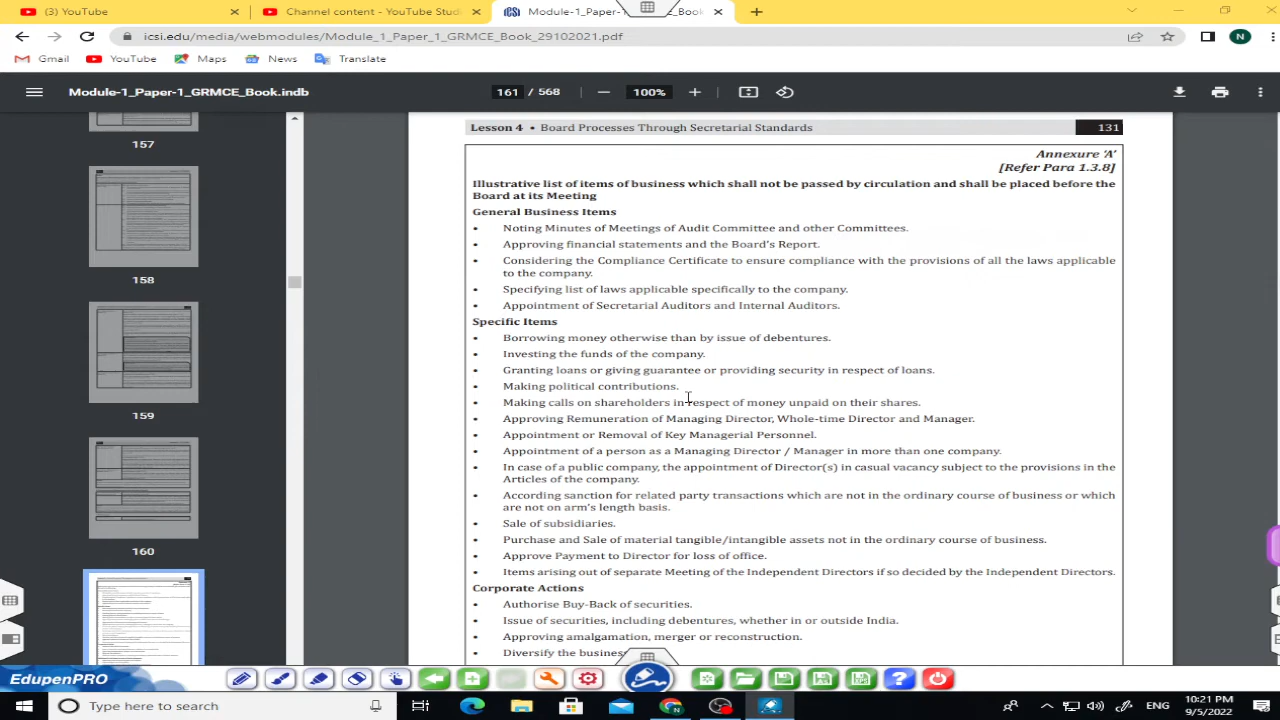 (3) YouTube
Channel content - YouTube Stud
Module-1_Paper-1 Book
icsi.edu/media/webmodules/Module_1_Paper_1_GRMCE_Book_29102021.pdf
N
Gmail YouTube Maps News Translate
Module-1_Paper-1_GRMCE_Book.indb
161 / 568
100%
157
158
159
160
Lesson 4 • Board Processes Through Secretarial Standards 131
Annexure 'A'
[Refer Para 1.3.8]
Illustrative list of items of business which shall not be passed by circulation and shall be placed before the
Board at its Meeting
General Business Items
• Noting Minutes of Meetings of Audit Committee and other Committees.
• Approving financial statements and the Board's Report.
• Considering the Compliance Certificate to ensure compliance with the provisions of all the laws applicable
to the company.
• Specifying list of laws applicable specifically to the company.
• Appointment of Secretarial Auditors and Internal Auditors.
Specific Items
• Borrowing money otherwise than by issue of debentures.
• Investing the funds of the company.
• Granting loans or giving guarantee or providing security in respect of loans.
• Making political contributions.
• Making calls on shareholders in respect of money unpaid on their shares.
• Approving Remuneration of Managing Director, Whole-time Director and Manager.
• Appointment or Removal of Key Managerial Personnel.
• Appointment of a person as a Managing Director / Manager in more than one company.
• In case of a public company, the appointment of Director(s) in casual vacancy subject to the provisions in the
Articles of the company.
• According sanction for related party transactions which are not in the ordinary course of business or which
are not on arm's length basis.
• Sale of subsidiaries.
• Purchase and Sale of material tangible/intangible assets not in the ordinary course of business.
• Approve Payment to Director for loss of office.
• Items arising out of separate Meeting of the Independent Directors if so decided by the Independent Directors.
Corporate Actions
• Authorise Buy-Back of securities.
• Issue of securities, including debentures, whether in or outside India.
• Approving amalgamation, merger or reconstruction.
• Diversify the business
EdupenPRO
Type here to search
ENG
10:21 PM
9/5/2022